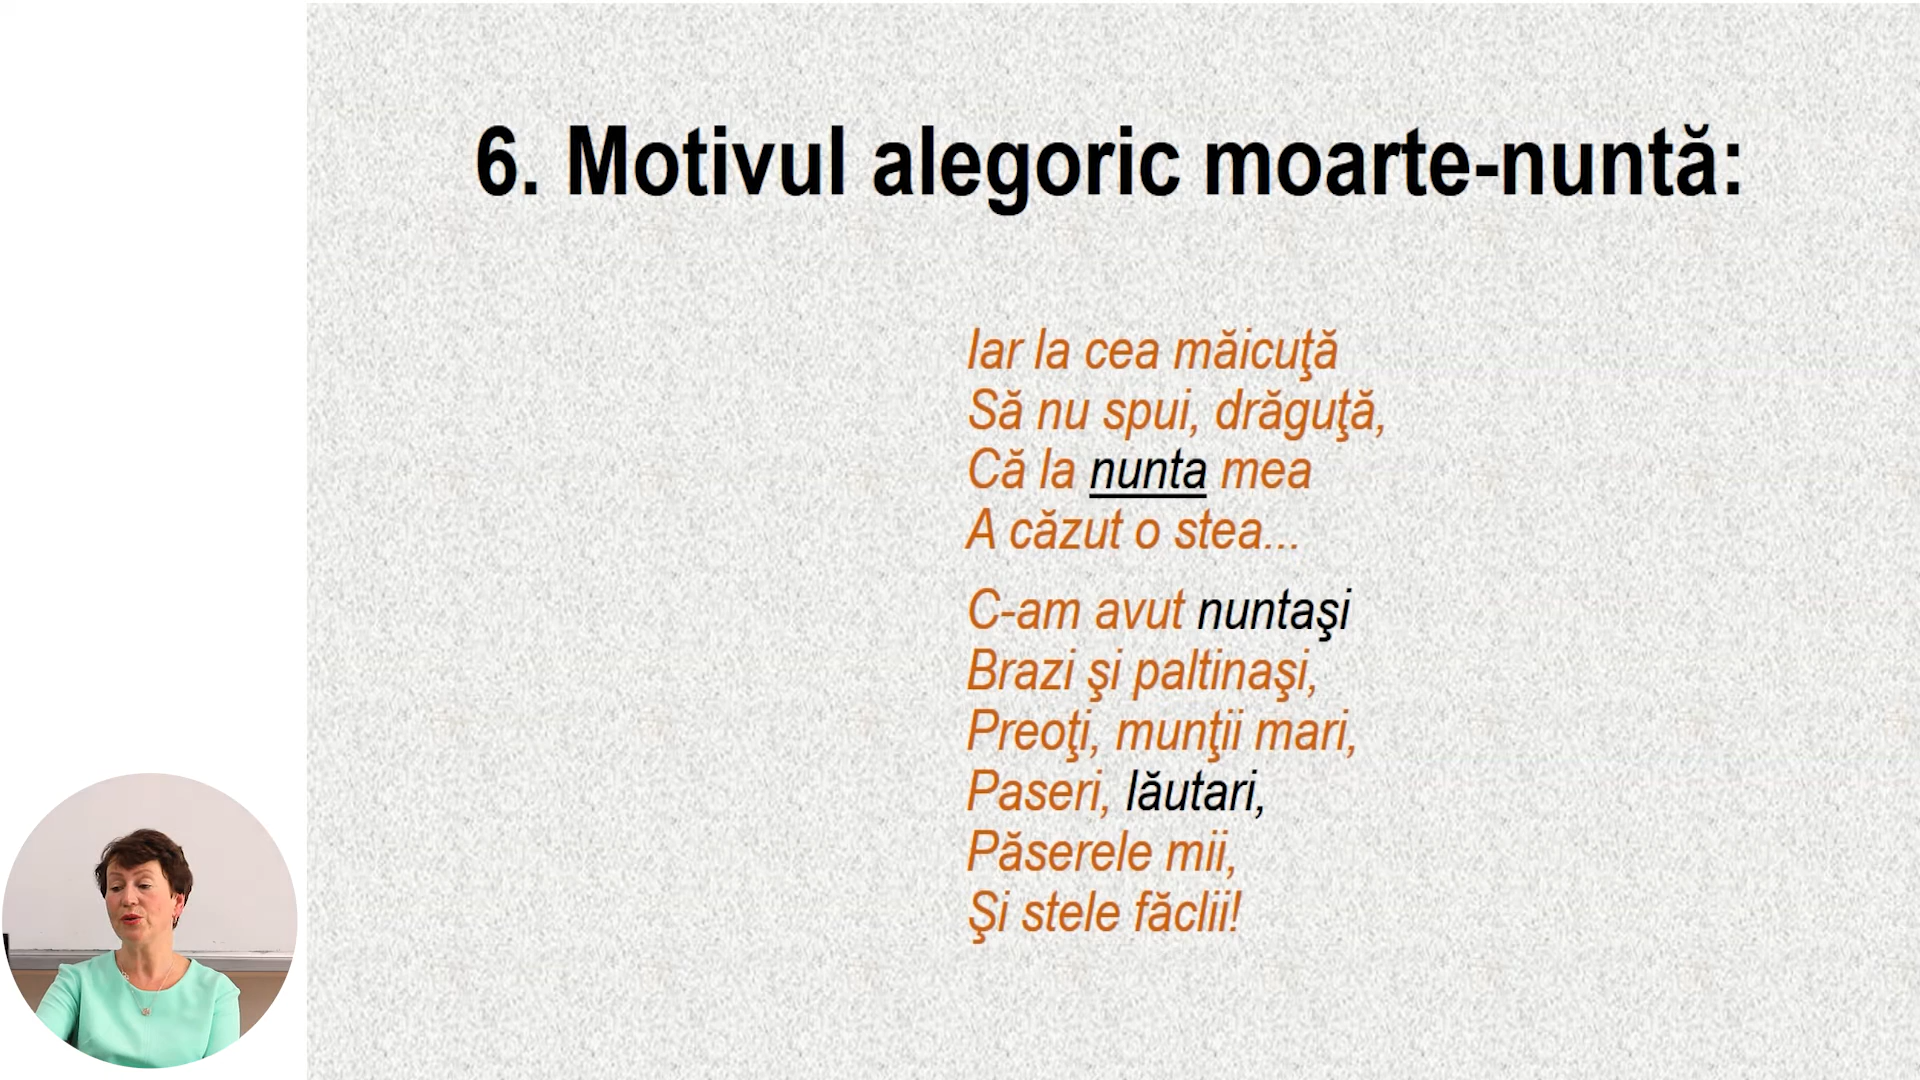 6. Motivul alegoric moarte-nuntă:
Iar la cea măicuţă
Să nu spui, drăguţă,
Că la nunta mea
A căzut o stea...
C-am avut nuntaşi
Brazi şi paltinaşi,
Preoţi, munţii mari,
Paseri, lăutari,
Păserele mii,
Şi stele făclii!